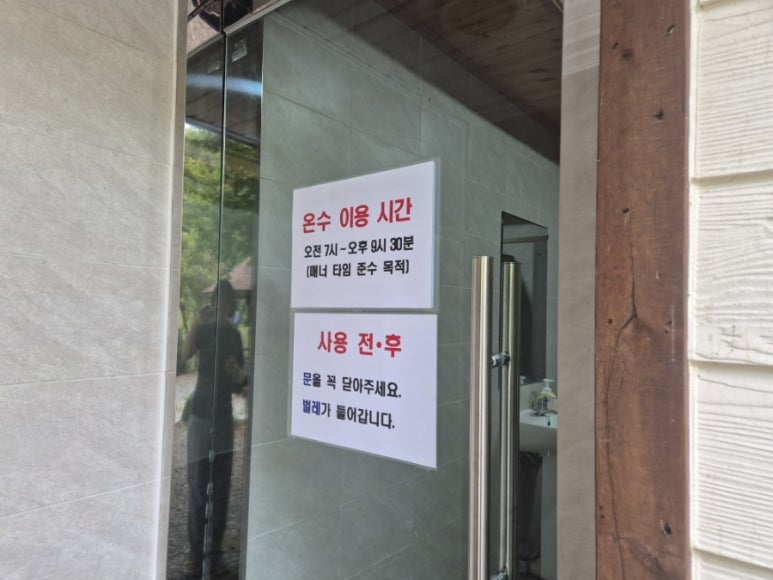 온수 이용 시간
오전 7시~오후 9시 30분
(매너 타임 준수 목적)
사용 전•후
문을 꼭 닫아주세요.
벌레가 들어갑니다.